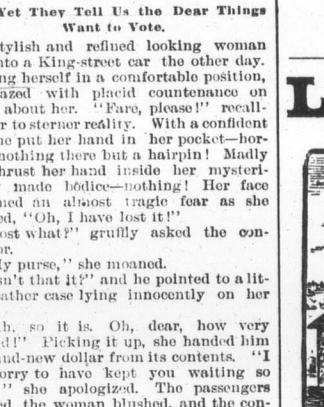 Yet They Tell Us the Dear Things
Want to Vote.
tylish and refined looking woman
nto a King-street car the other day.
ng herself in a comfortable position,
azed with placid countenance on
about her. "Fare, please!" recall-
r to sterner reality. With a confident
e put her hand in her pocket—hor-
nothing there but a hairpin! Madly
hrust her hand inside her mysteri-
made bodice—nothing! Her face
ned an almost tragic fear as she
ed, "Oh, I have lost it!"
ost what?" gruffly asked the con-
or.
y purse," she moaned.
sn't that it?" and he pointed to a lit-
ather case lying innocently on her

h, so it is. Oh, dear, how very
d!" Picking it up, she handed him
and-new dollar from its contents. "I
orry to have kept you waiting so
" she apologized. The passengers
ed, the woman blushed, and the con-
L